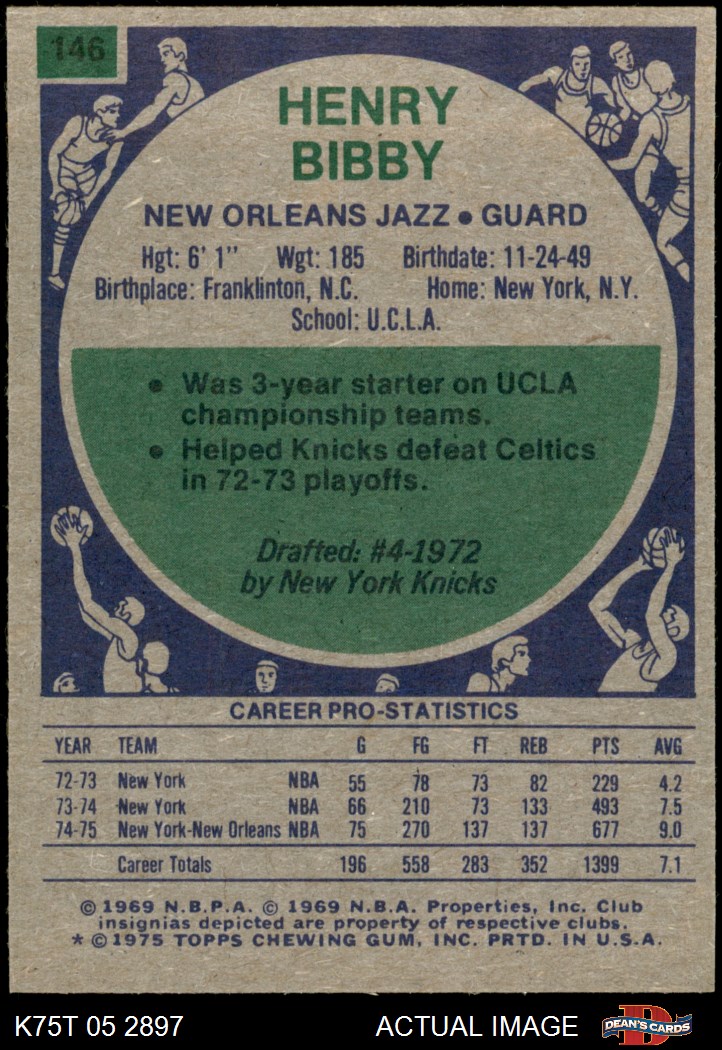 146
HENRY
BIBBY
NEW ORLEANS JAZZ • GUARD
Hgt: 6' 1" Wgt: 185 Birthdate: 11-24-49
Birthplace: Franklinton, N.C. Home: New York, N.Y.
School: U.C.L.A.
• Was 3-year starter on UCLA
championship teams.
• Helped Knicks defeat Celtics
in 72-73 playoffs.
Drafted: #4-1972
by New York Knicks
CAREER PRO-STATISTICS
YEAR TEAM G FG FT REB PTS AVG
72-73 New York NBA 55 78 73 82 229 4.2
73-74 New York NBA 66 210 73 133 493 7.5
74-75 New York-New Orleans NBA 75 270 137 137 677 9.0
Career Totals 196 558 283 352 1399 7.1
© 1969 N.B.P.A. © 1969 N.B.A. Properties, Inc. Club
insignias depicted are property of respective clubs.
* © 1975 TOPPS CHEWING GUM, INC. PRTD. IN U.S.A.
K75T 05 2897 ACTUAL IMAGE D DEAN'S CARDS